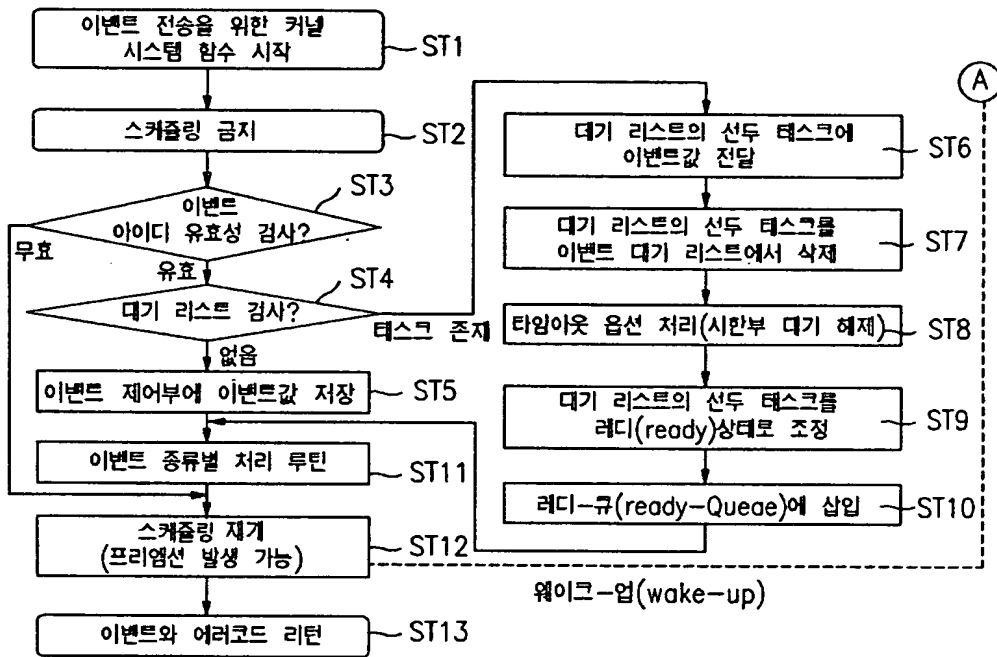 이벤트 전송을 위한 커널
시스템 함수 시작
ST1
스케쥴링 금지
ST2
ST3
이벤트
아이디 유효성 검사?
무효
유효
ST4
대기 리스트 검사?
태스크 존재
없음
이벤트 제어부에 이벤트값 저장
ST5
이벤트 종류별 처리 루틴
ST11
스케쥴링 재개
(프리엠션 발생 가능)
ST12
이벤트와 에러코드 리턴
ST13
A
대기 리스트의 선두 태스크에
이벤트값 전달
ST6
대기 리스트의 선두 태스크를
이벤트 대기 리스트에서 삭제
ST7
타임아웃 옵션 처리(시한부 대기 해제)
ST8
대기 리스트의 선두 태스크를
레디(ready)상태로 조정
ST9
레디-큐(ready-Queae)에 삽입
ST10
웨이크-업(wake-up)